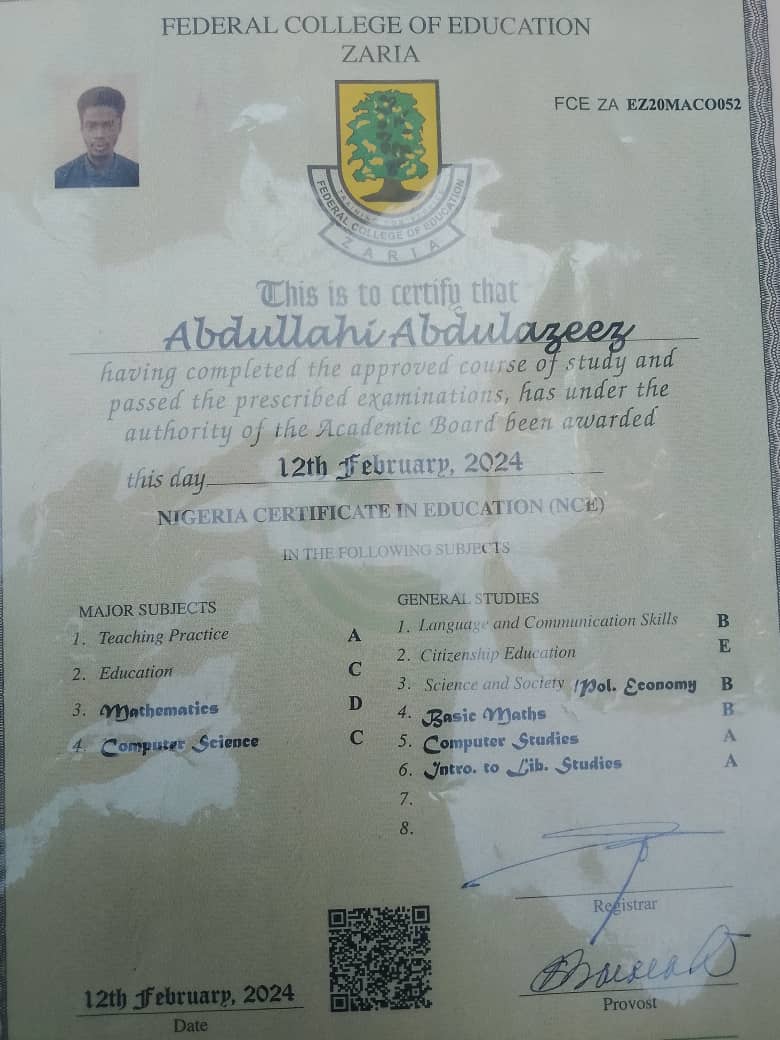 FEDERAL COLLEGE OF EDUCATION
ZARIA
FCE ZA EZ20MACO052
FEDERAL COLLEGE OF EDUCATION
ZARIA
This is to certify that
Abdullahi Abdulazeez
having completed the approved course of study and
passed the prescribed examinations, has under the
authority of the Academic Board been awarded
this day 12th February, 2024
NIGERIA CERTIFICATE IN EDUCATION (NCE)
IN THE FOLLOWING SUBJECTS
MAJOR SUBJECTS
1. Teaching Practice A
2. Education C
3. Mathematics D
4. Computer Science C
GENERAL STUDIES
1. Language and Communication Skills B
2. Citizenship Education E
3. Science and Society /Pol. Economy B
4. Basic Maths B
5. Computer Studies A
6. Intro. to Lib. Studies A
7.
8.
Registrar
Provost
12th February, 2024
Date